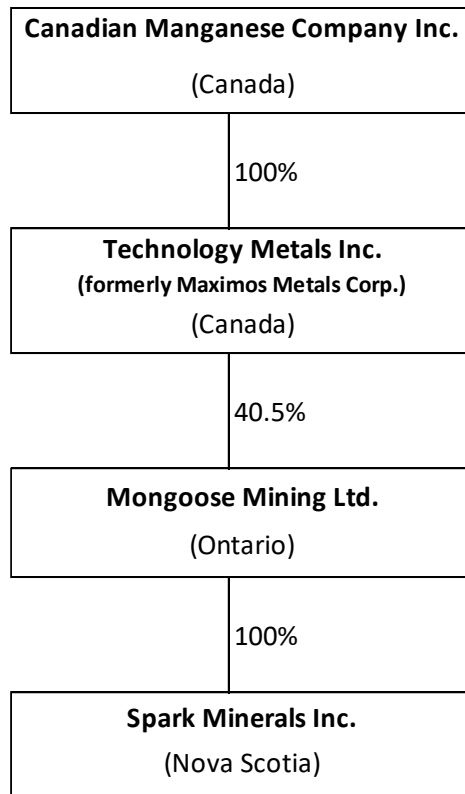 Canadian Manganese Company Inc.
(Canada)
100%
Technology Metals Inc.
(formerly Maximos Metals Corp.)
(Canada)
40.5%
Mongoose Mining Ltd.
(Ontario)
100%
Spark Minerals Inc.
(Nova Scotia)